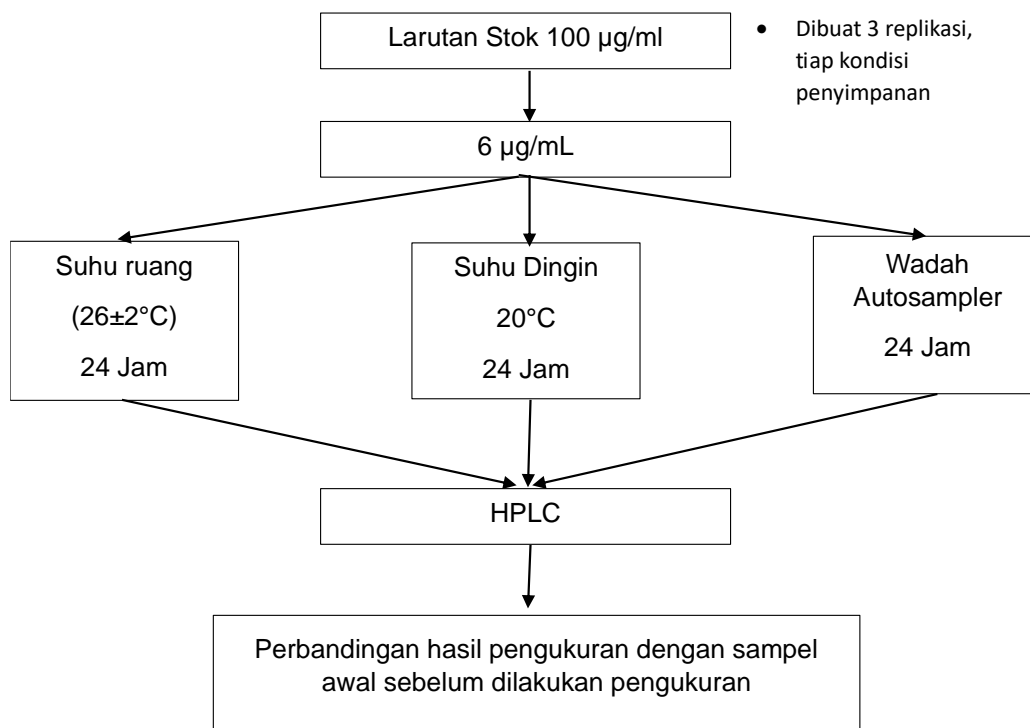 Larutan Stok 100 µg/ml
• Dibuat 3 replikasi,
tiap kondisi
penyimpanan
6 µg/mL
Suhu ruang
(26±2°C)
24 Jam
Suhu Dingin
20°C
24 Jam
Wadah
Autosampler
24 Jam
HPLC
Perbandingan hasil pengukuran dengan sampel
awal sebelum dilakukan pengukuran